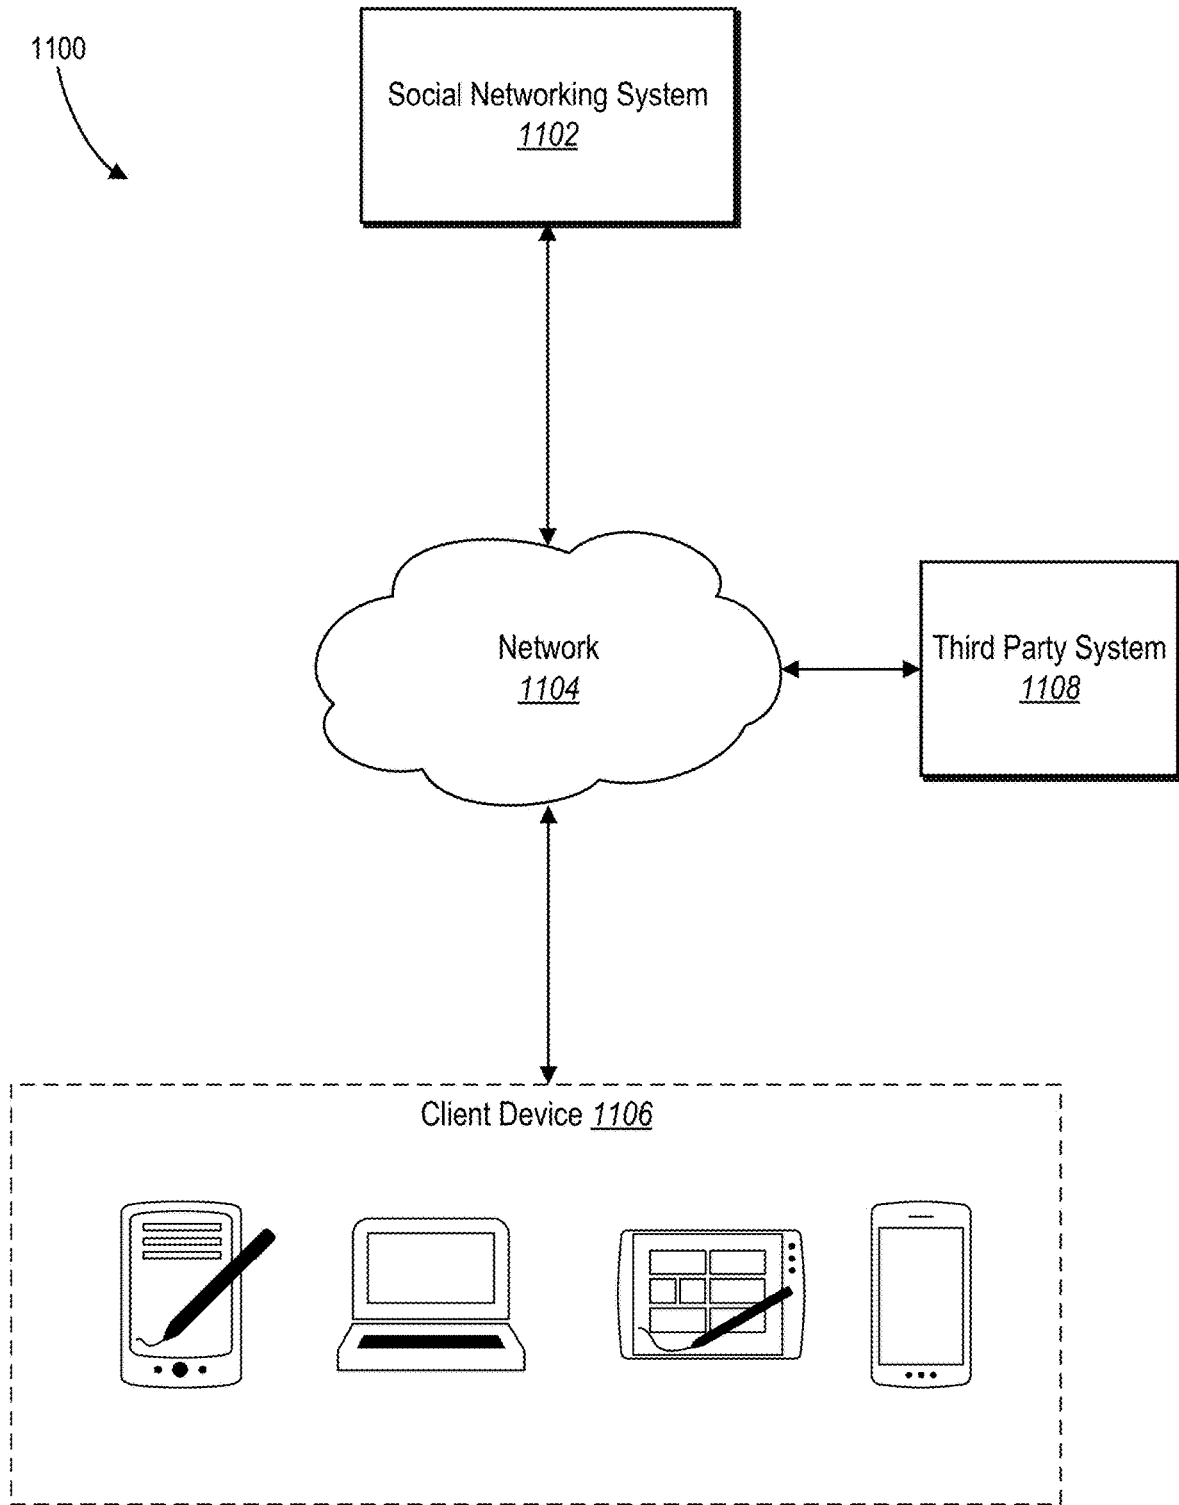 1100
Social Networking System
1102
Network
1104
Third Party System
1108
Client Device 1106